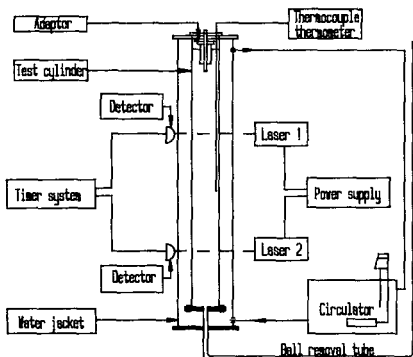 Adaptor
Thermocouple
thermometer
Test cylinder
Detector
Laser 1
Timer system
Power supply
Laser 2
Detector
Circulator
Water jacket
Ball removal tube